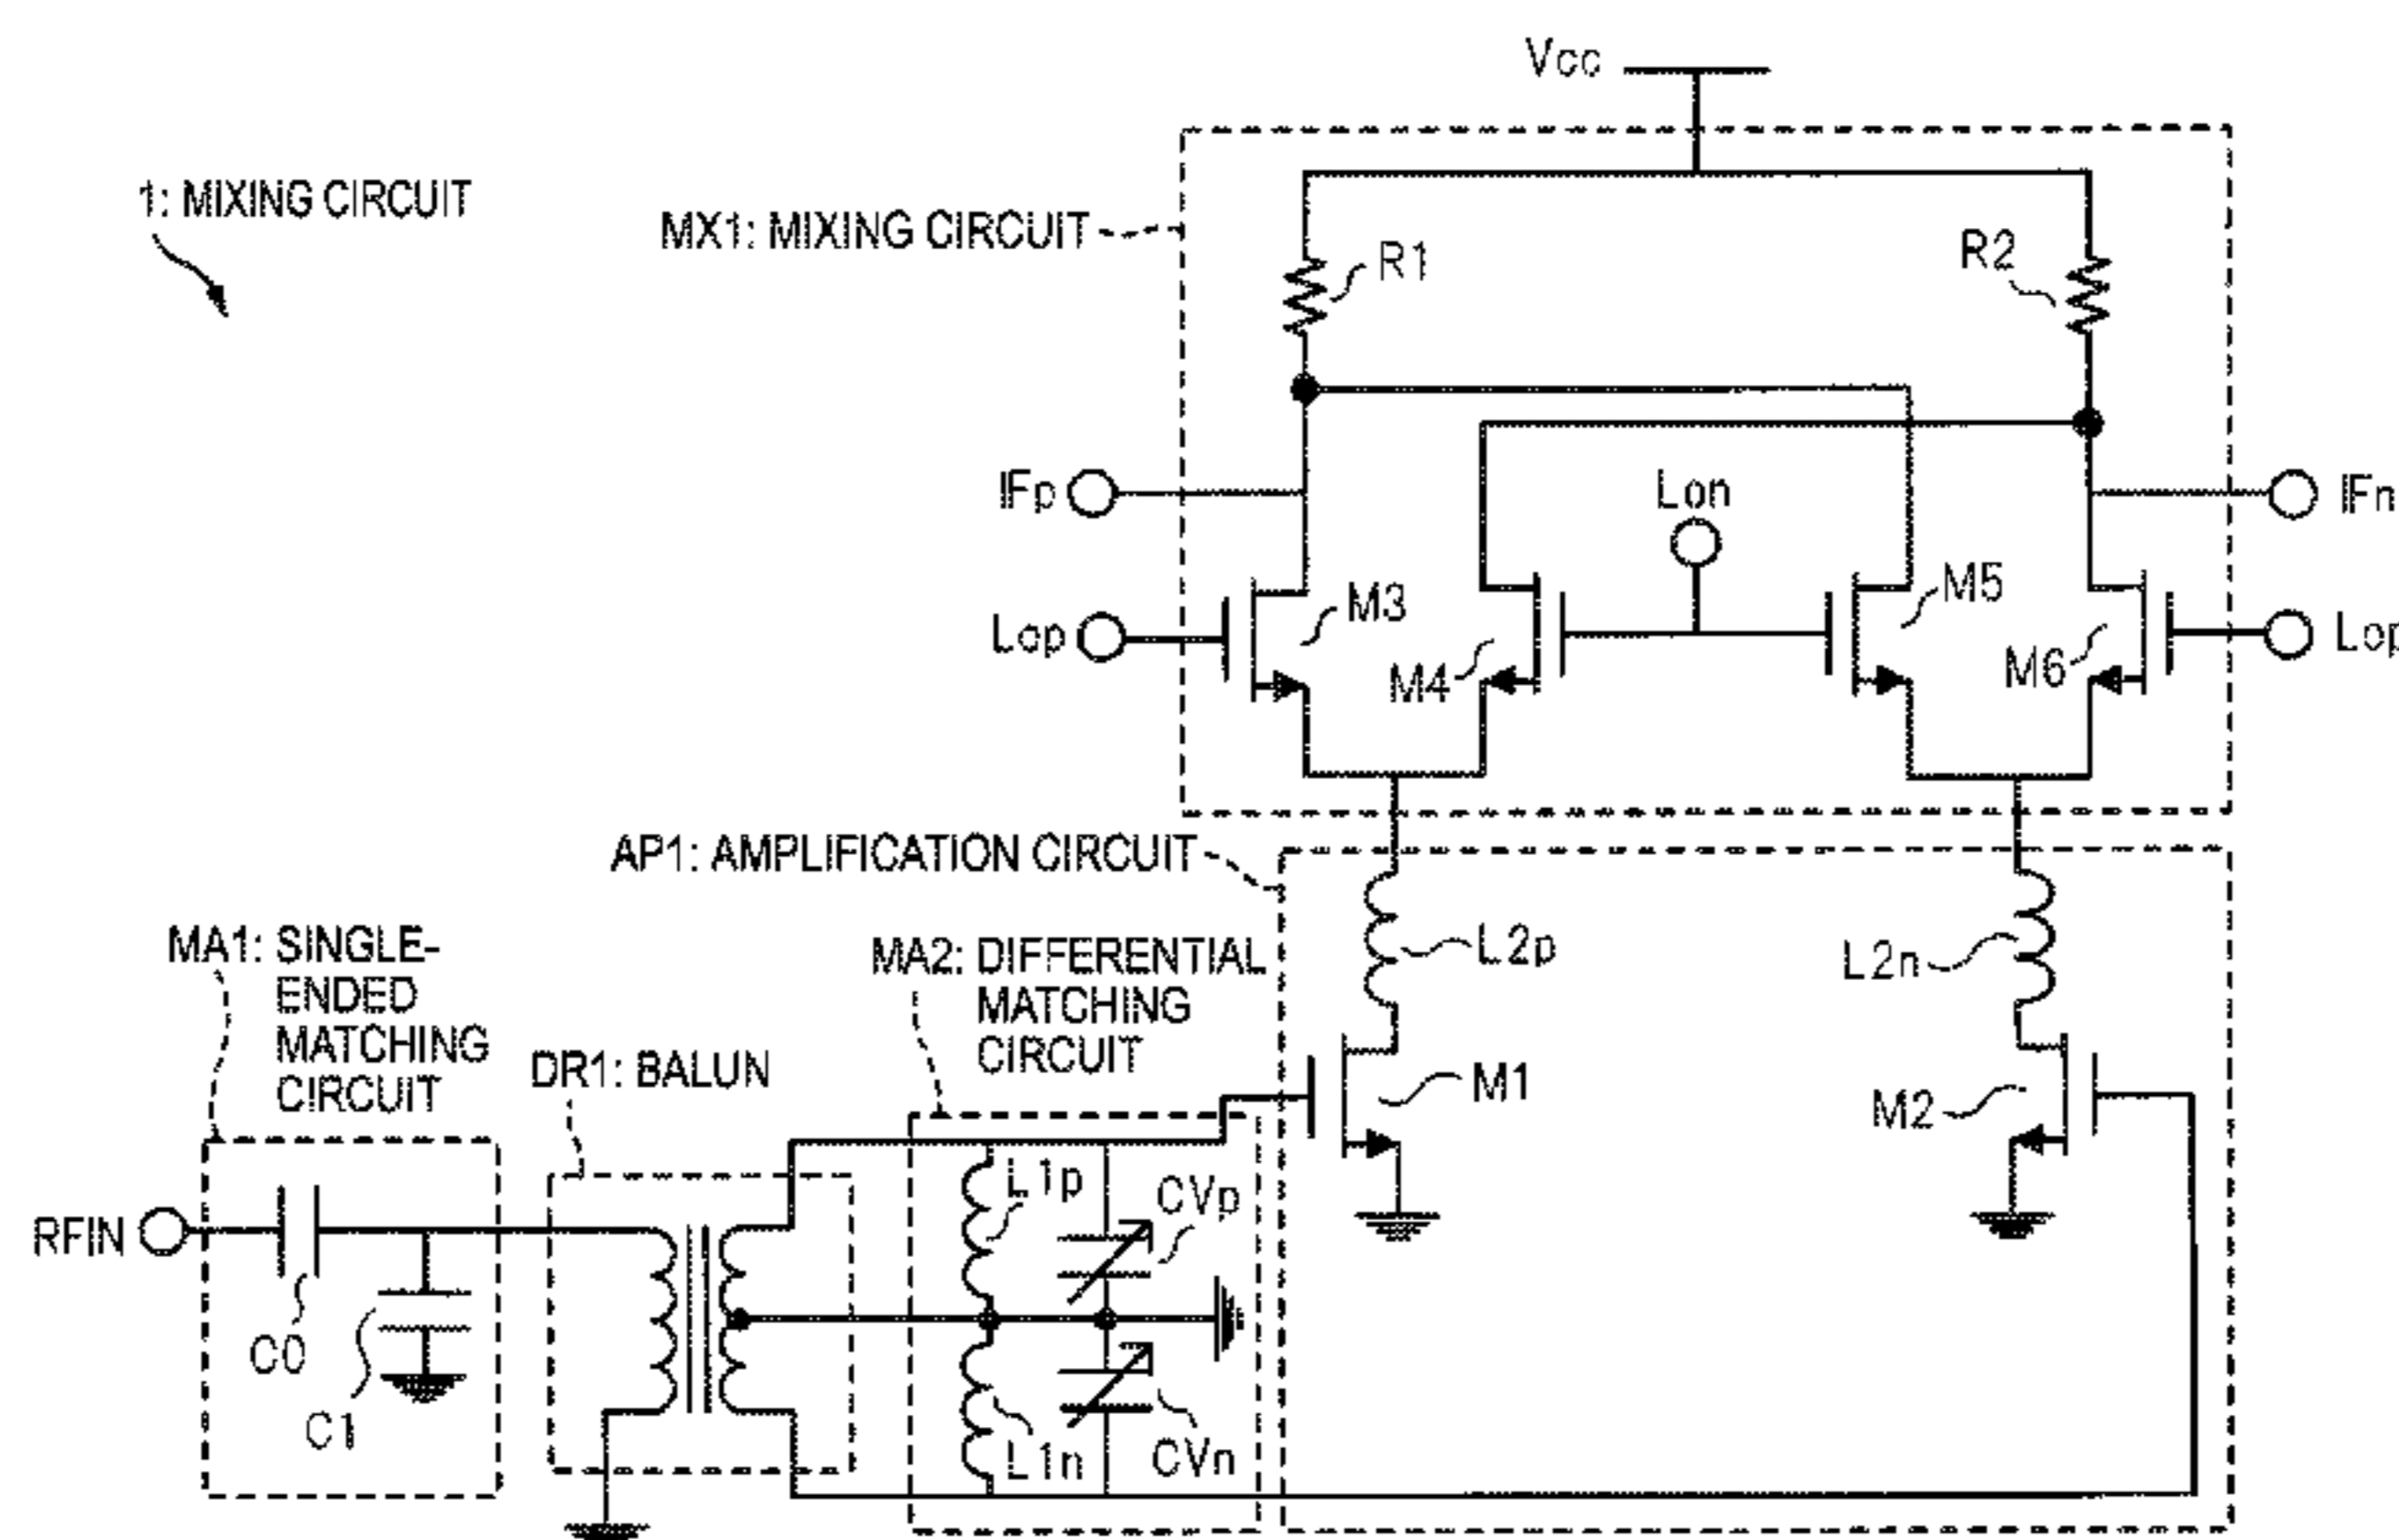 Vcc
1: MIXING CIRCUIT
MX1: MIXING CIRCUIT
R1
R2
IFp
Lon
IFn
Lop
M3
M4
M5
M6
Lop
AP1: AMPLIFICATION CIRCUIT
MA1: SINGLE-
ENDED
MATCHING
CIRCUIT
DR1: BALUN
MA2: DIFFERENTIAL
MATCHING
CIRCUIT
L2p
L2n
M1
M2
RFIN
C0
C1
L1p
CVp
L1n
CVn